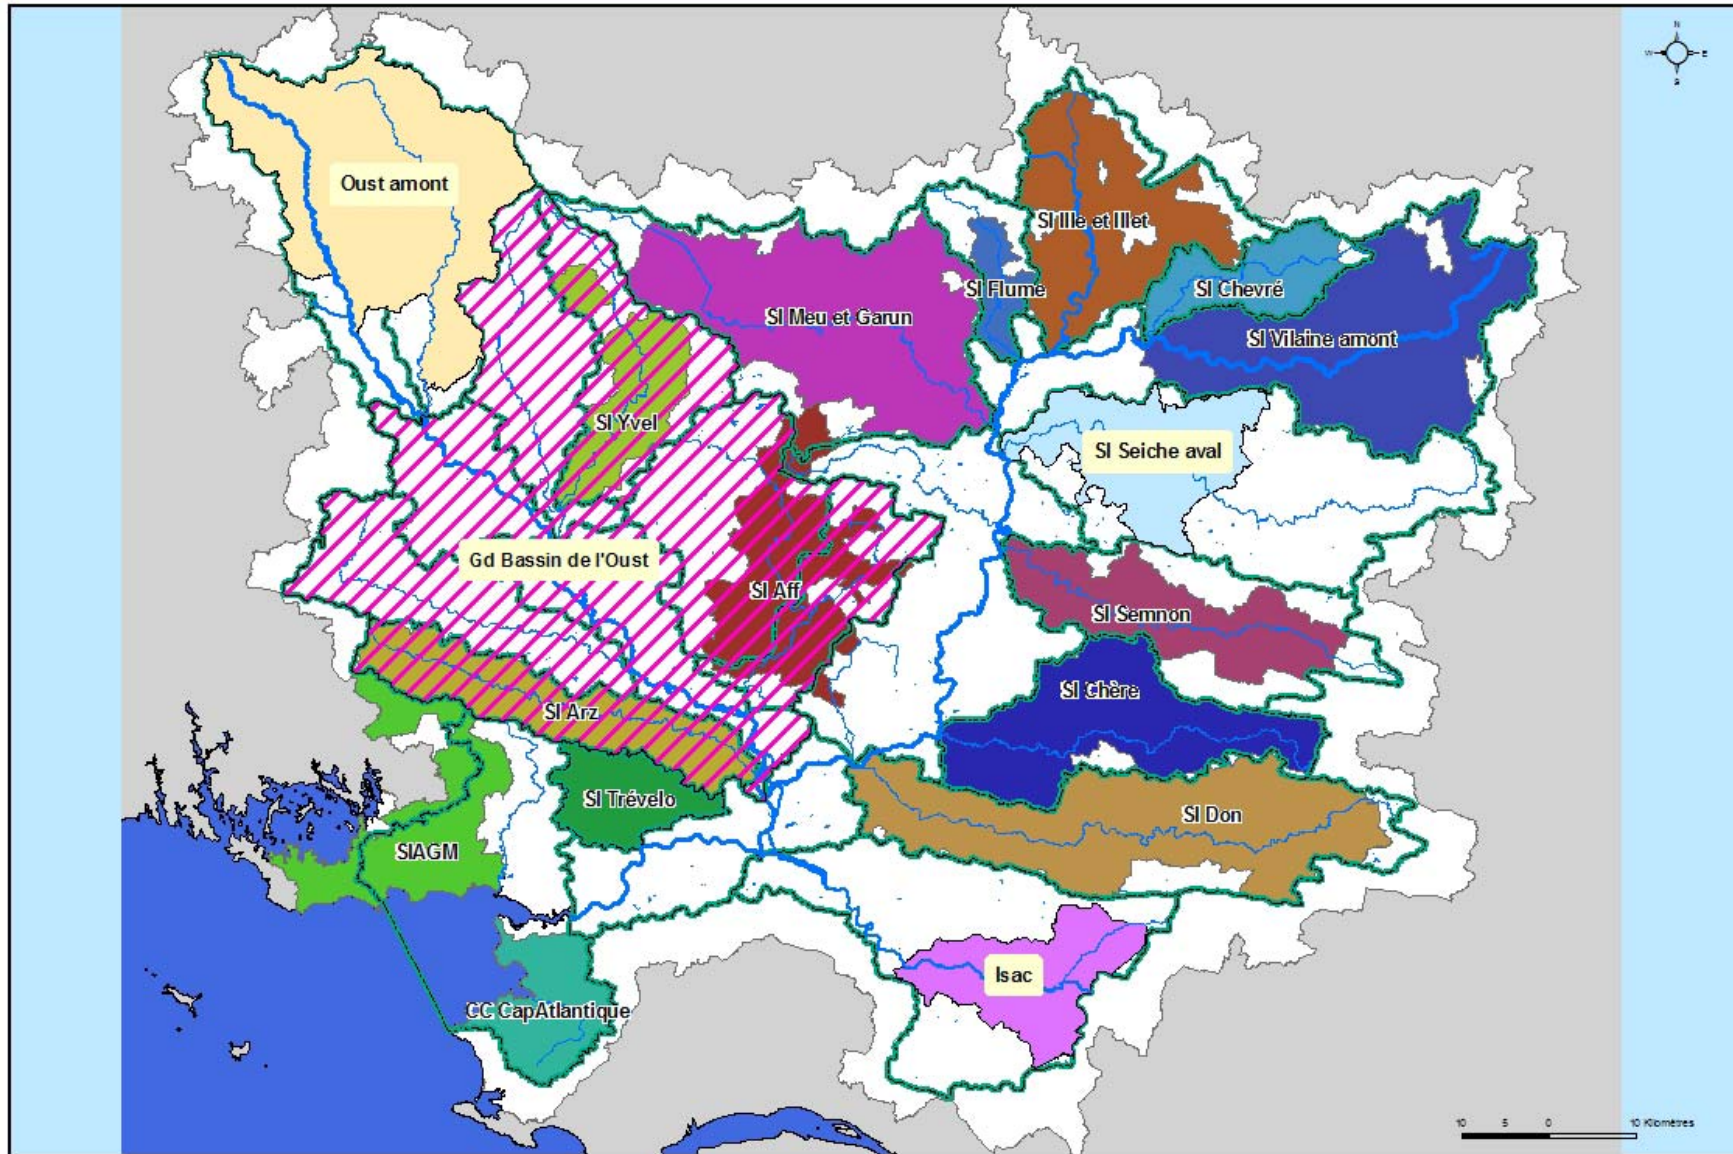 N
W
E
S
Oust amont
SI Ille et Illet
SI Flume
SI Chevré
SI Meu et Garun
SI Vilaine amont
SI Yvel
SI Seiche aval
Gd Bassin de l'Oust
SI Aff
SI Semnon
SI Chère
SI Arz
SI Trévelo
SI Don
SIAGM
Isac
CC CapAtlantique
10 5 0 10 Kilomètres